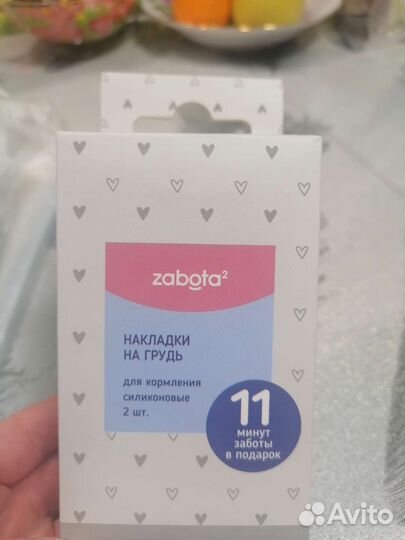 zabota²
НАКЛАДКИ
НА ГРУДЬ
для кормления
силиконовые
2 шт.
11
минут
заботы
в подарок
Avito